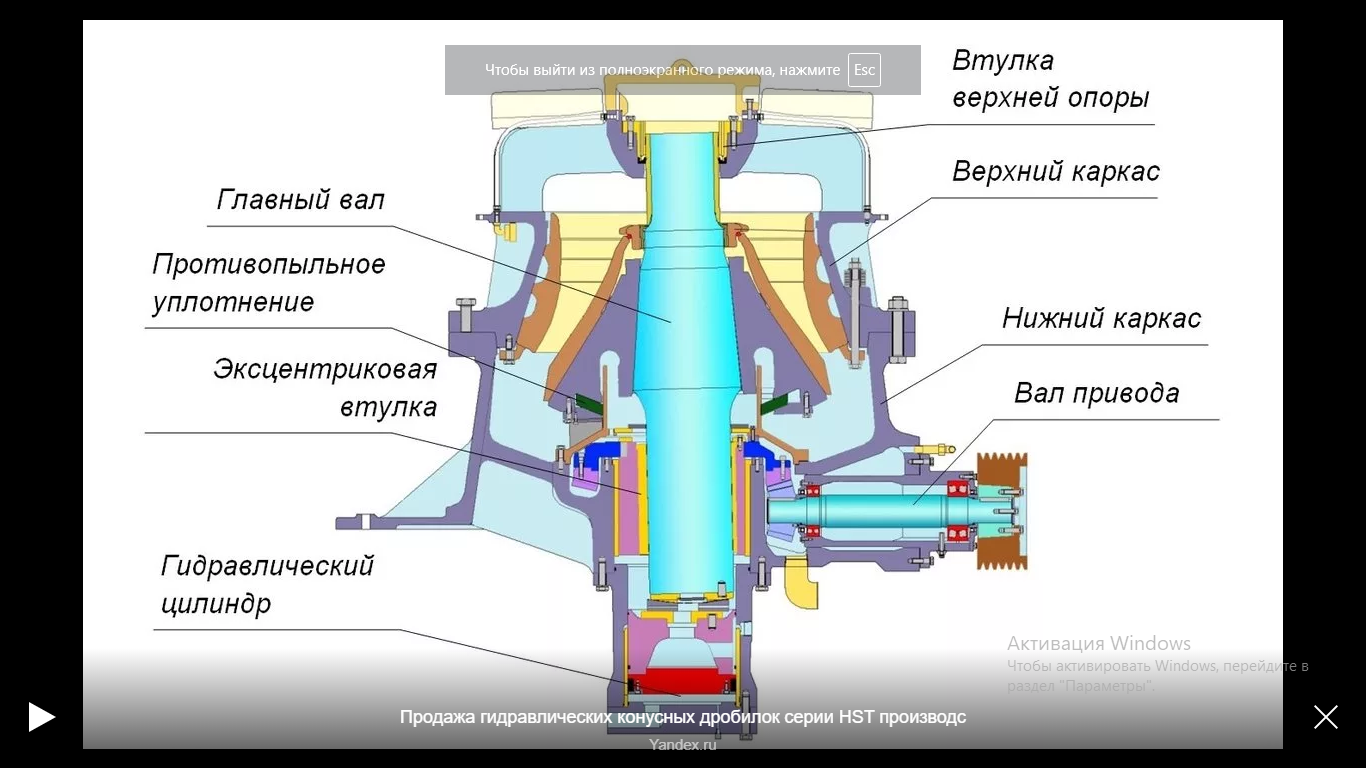 Чтобы выйти из полноэкранного режима, нажмите Esc
Втулка
верхней опоры
Верхний каркас
Главный вал
Противопыльное
уплотнение
Нижний каркас
Эксцентриковая
втулка
Вал привода
Гидравлический
цилиндр
Активация Windows
Чтобы активировать Windows, перейдите в
раздел "Параметры".
Продажа гидравлических конусных дробилок серии HST производс
Yandex.ru